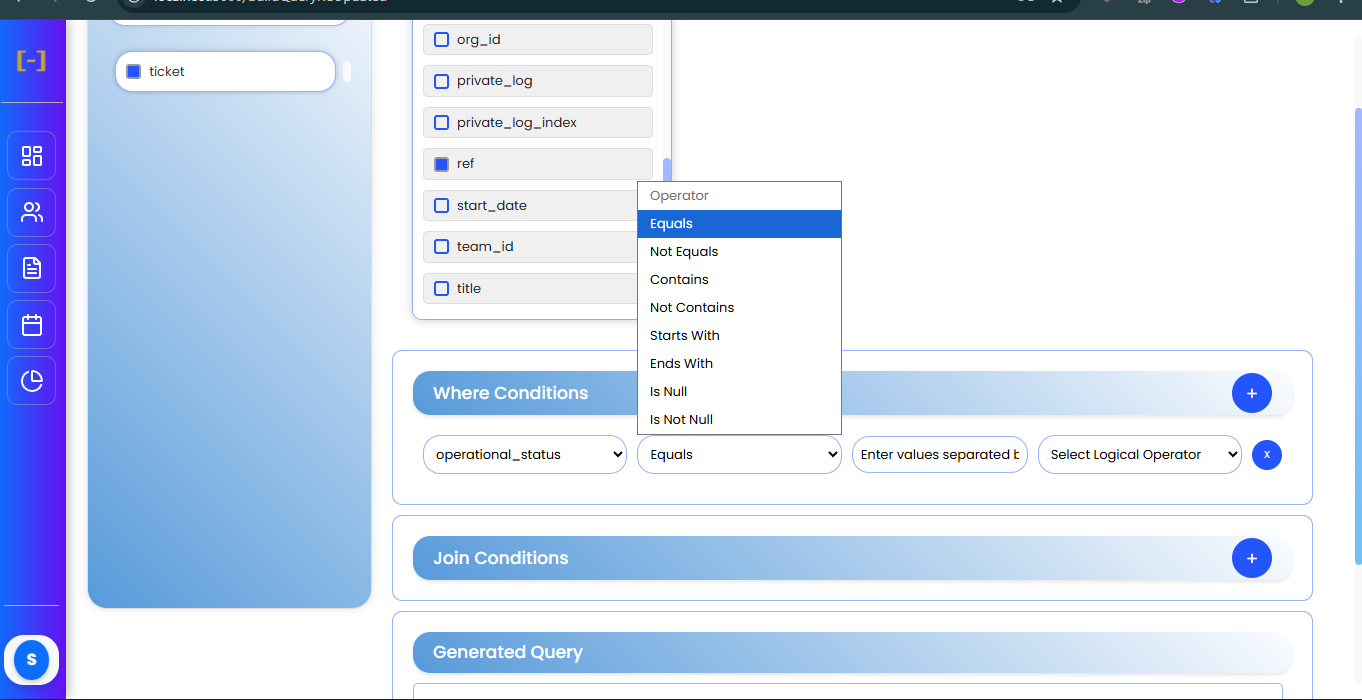 [-]
ticket
org_id
private_log
private_log_index
ref
start_date
team_id
title
Operator
Equals
Not Equals
Contains
Not Contains
Starts With
Ends With
Is Null
Is Not Null
Where Conditions
+
operational_status
Equals
Enter values separated b
Select Logical Operator
x
Join Conditions
+
Generated Query
S